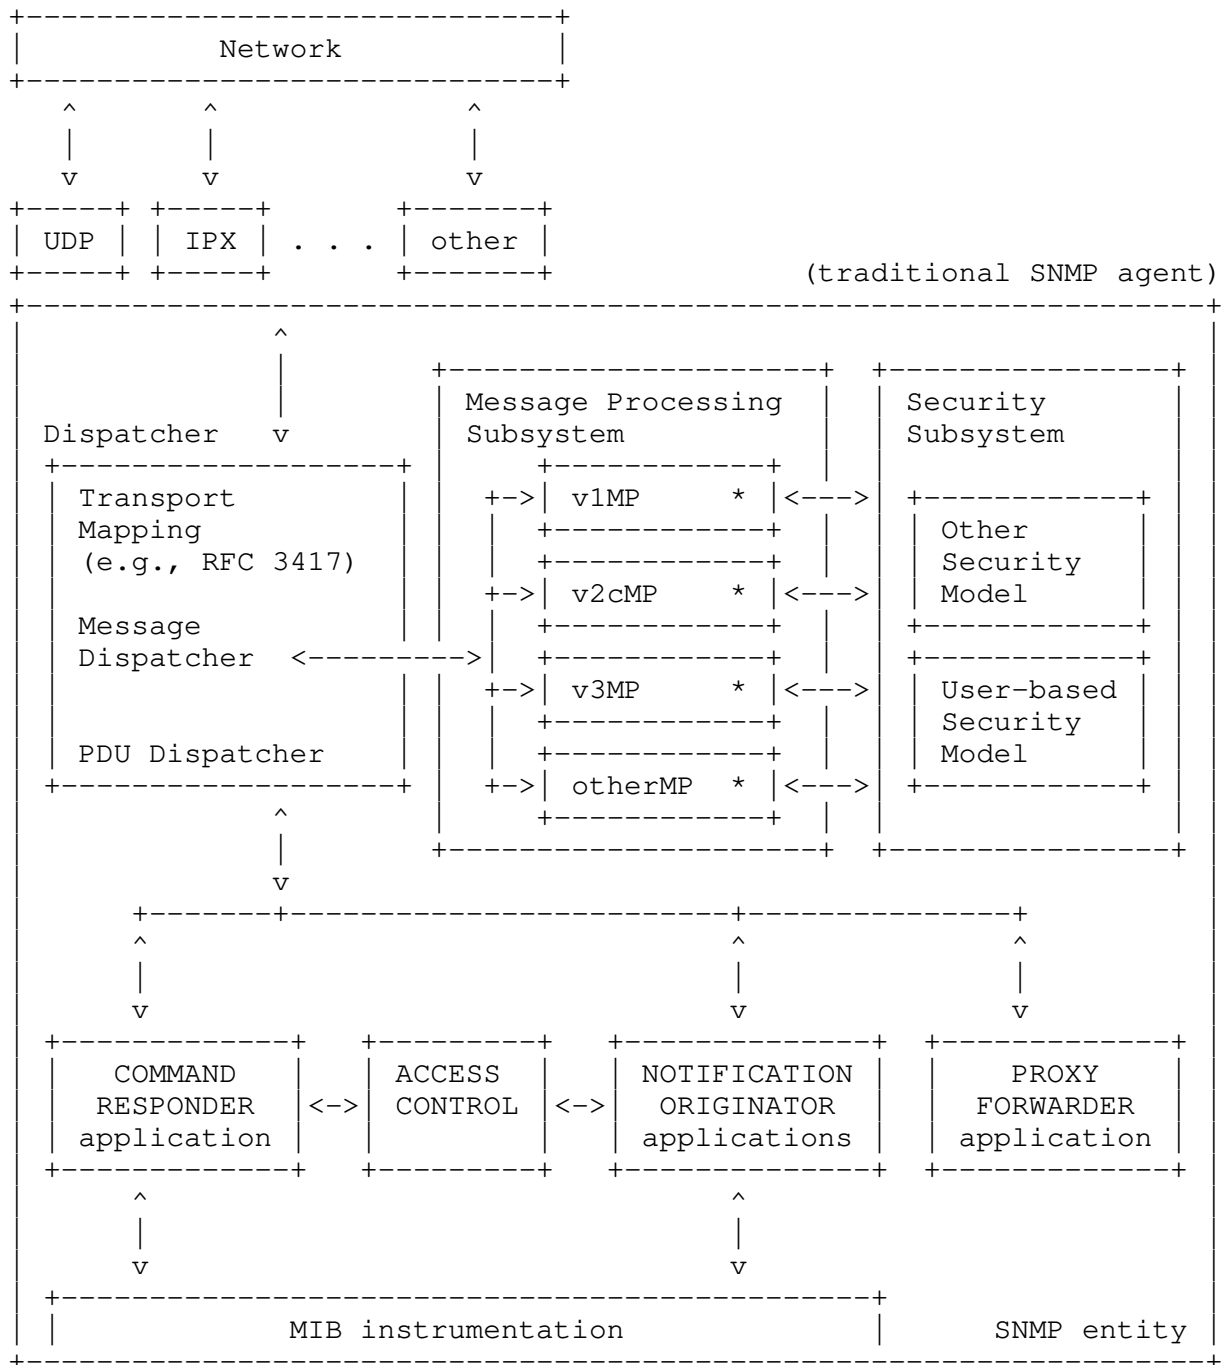 Network
UDP IPX . . . other
(traditional SNMP agent)
Message Processing Security
Dispatcher Subsystem Subsystem
Transport v1MP *
Mapping Other
(e.g., RFC 3417) Security
v2cMP * Model
Message
Dispatcher
v3MP * User-based
Security
PDU Dispatcher Model
otherMP *
COMMAND ACCESS NOTIFICATION PROXY
RESPONDER CONTROL ORIGINATOR FORWARDER
application applications application
MIB instrumentation SNMP entity